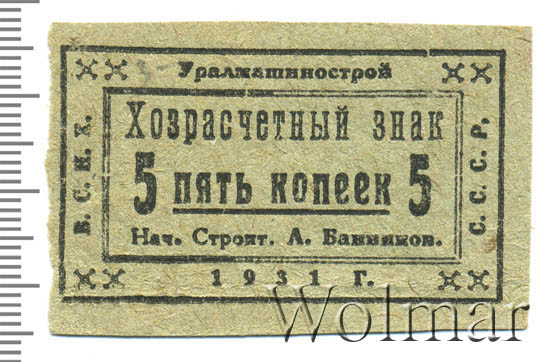 Уралмашинострой
В. С. Н. Х.
Хозрасчетный знак
5 пять копеек 5
Нач. Строит. А. Банников.
С. С. С. Р.
1931 Г.
Wolmar